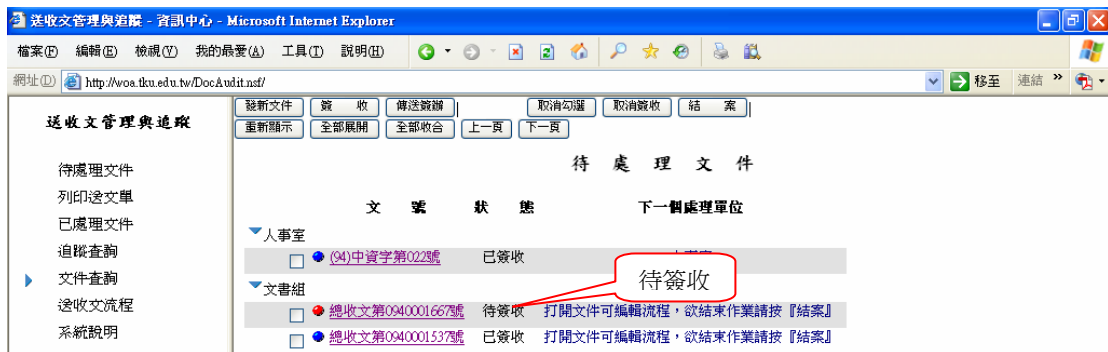 送收文管理與追蹤 - 資訊中心 - Microsoft Internet Explorer
檔案(F) 編輯(E) 檢視(V) 我的最愛(A) 工具(T) 說明(H)
網址(D) http://woa.tku.edu.tw/DocAudit.nsf/ 移至 連結 »
送收文管理與追蹤
待處理文件
列印送文單
已處理文件
追蹤查詢
文件查詢
送收文流程
系統說明
發新文件 簽 收 傳送簽辦 | 取消勾選 取消簽收 結 案 |
重新顯示 全部展開 全部收合 上一頁 下一頁
待 處 理 文 件
文 號 狀 態 下一個處理單位
人事室
(94)中資字第022號 已簽收
待簽收
文書組
總收文第0940001667號 待簽收 打開文件可編輯流程，欲結束作業請按『結案』
總收文第0940001537號 已簽收 打開文件可編輯流程，欲結束作業請按『結案』